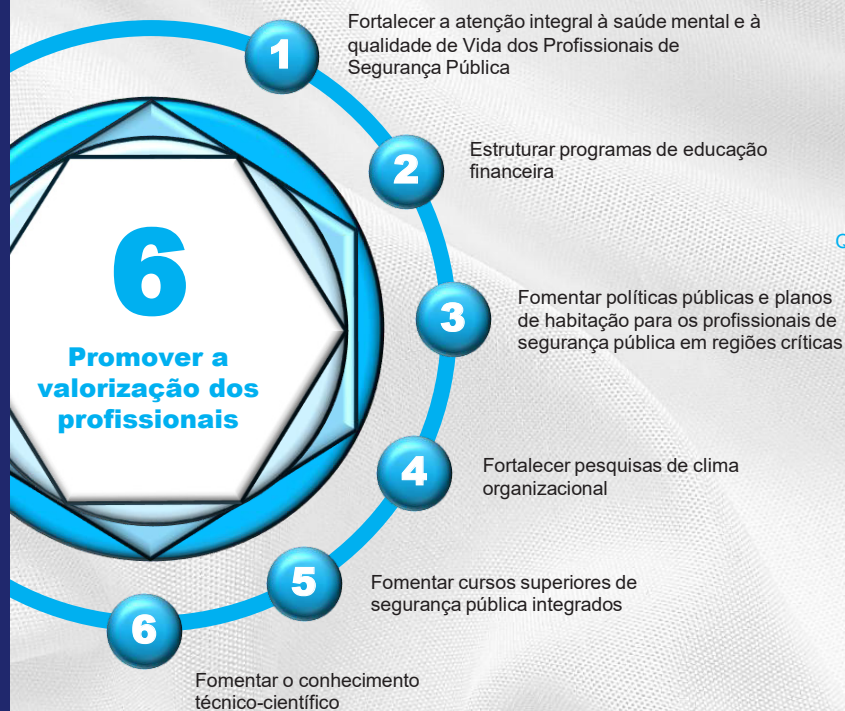 1
Fortalecer a atenção integral à saúde mental e à
qualidade de Vida dos Profissionais de
Segurança Pública
2
Estruturar programas de educação
financeira
Q
6
Promover a
valorização dos
profissionais
3
Fomentar políticas públicas e planos
de habitação para os profissionais de
segurança pública em regiões críticas
4
Fortalecer pesquisas de clima
organizacional
5
Fomentar cursos superiores de
segurança pública integrados
6
Fomentar o conhecimento
técnico-científico